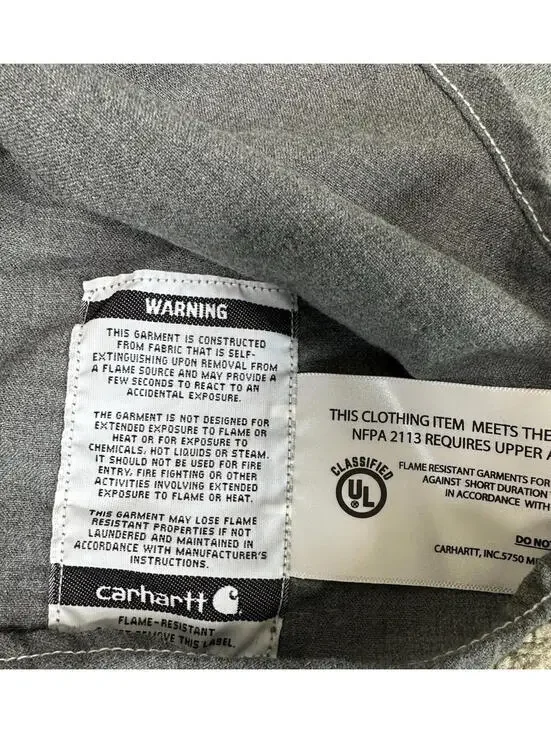 WARNING
THIS GARMENT IS CONSTRUCTED
FROM FABRIC THAT IS SELF-
EXTINGUISHING UPON REMOVAL FROM
A FLAME SOURCE AND MAY PROVIDE A
FEW SECONDS TO REACT TO AN
ACCIDENTAL EXPOSURE.
THE GARMENT IS NOT DESIGNED FOR
EXTENDED EXPOSURE TO FLAME OR
HEAT OR FOR EXPOSURE TO
CHEMICALS, HOT LIQUIDS OR STEAM.
IT SHOULD NOT BE USED FOR FIRE
ENTRY, FIRE FIGHTING OR OTHER
ACTIVITIES INVOLVING EXTENDED
EXPOSURE TO FLAME OR HEAT.
THIS GARMENT MAY LOSE FLAME
RESISTANT PROPERTIES IF NOT
LAUNDERED AND MAINTAINED IN
ACCORDANCE WITH MANUFACTURER'S
INSTRUCTIONS.
carhartt
FLAME-RESISTANT
THIS LABEL.
THIS CLOTHING ITEM MEETS THE
NFPA 2113 REQUIRES UPPER
CLASSIFIED
UL
®
FLAME RESISTANT GARMENTS FOR
AGAINST SHORT DURATION
IN ACCORDANCE WITH
DO NO
CARHARTT, INC.5750